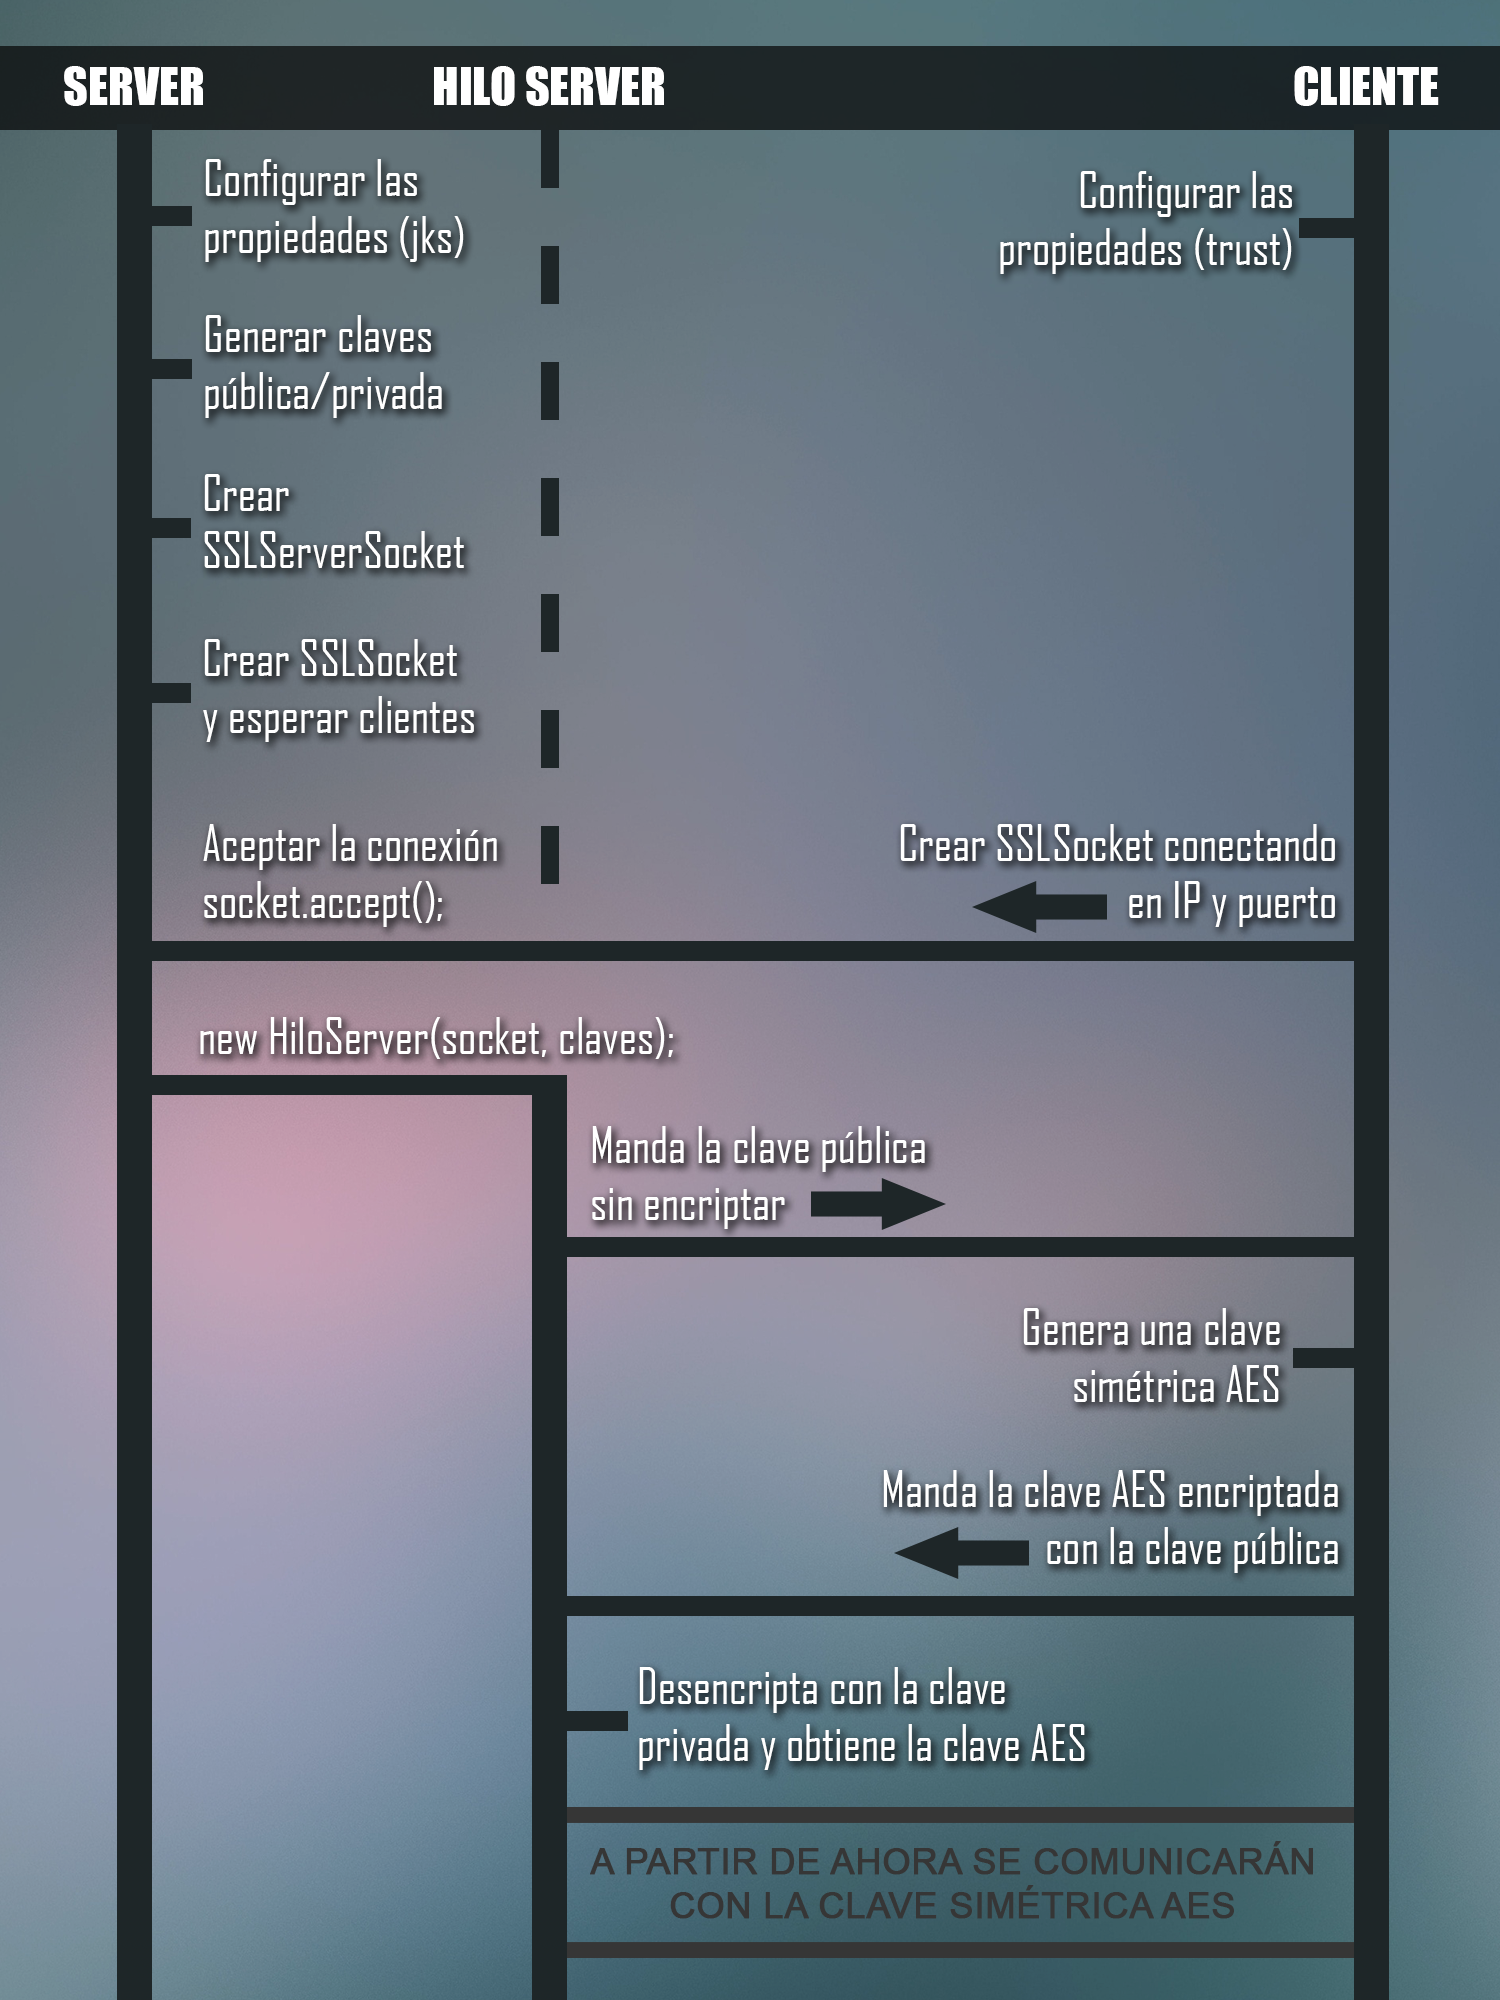 SERVER
HILO SERVER
CLIENTE
Configurar las
propiedades (jks)
Configurar las
propiedades (trust)
Generar claves
pública/privada
Crear
SSLServerSocket
Crear SSLSocket
y esperar clientes
Aceptar la conexión
socket.accept();
Crear SSLSocket conectando
en IP y puerto
new HiloServer(socket, claves);
Manda la clave pública
sin encriptar
Genera una clave
simétrica AES
Manda la clave AES encriptada
con la clave pública
Desencripta con la clave
privada y obtiene la clave AES
A PARTIR DE AHORA SE COMUNICARÁN
CON LA CLAVE SIMÉTRICA AES